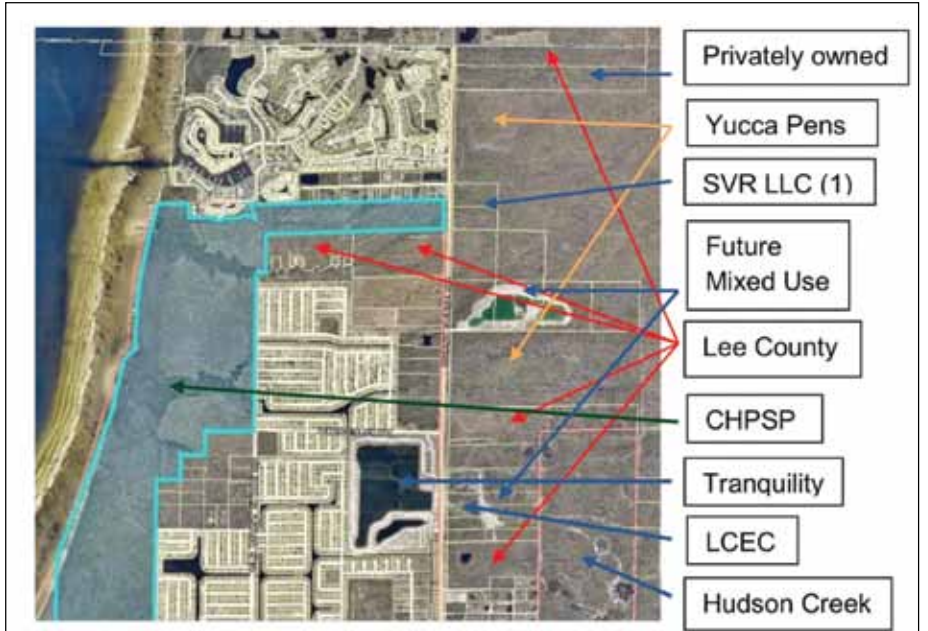 Privately owned
Yucca Pens
SVR LLC (1)
Future
Mixed Use
Lee County
CHPSP
Tranquility
LCEC
Hudson Creek